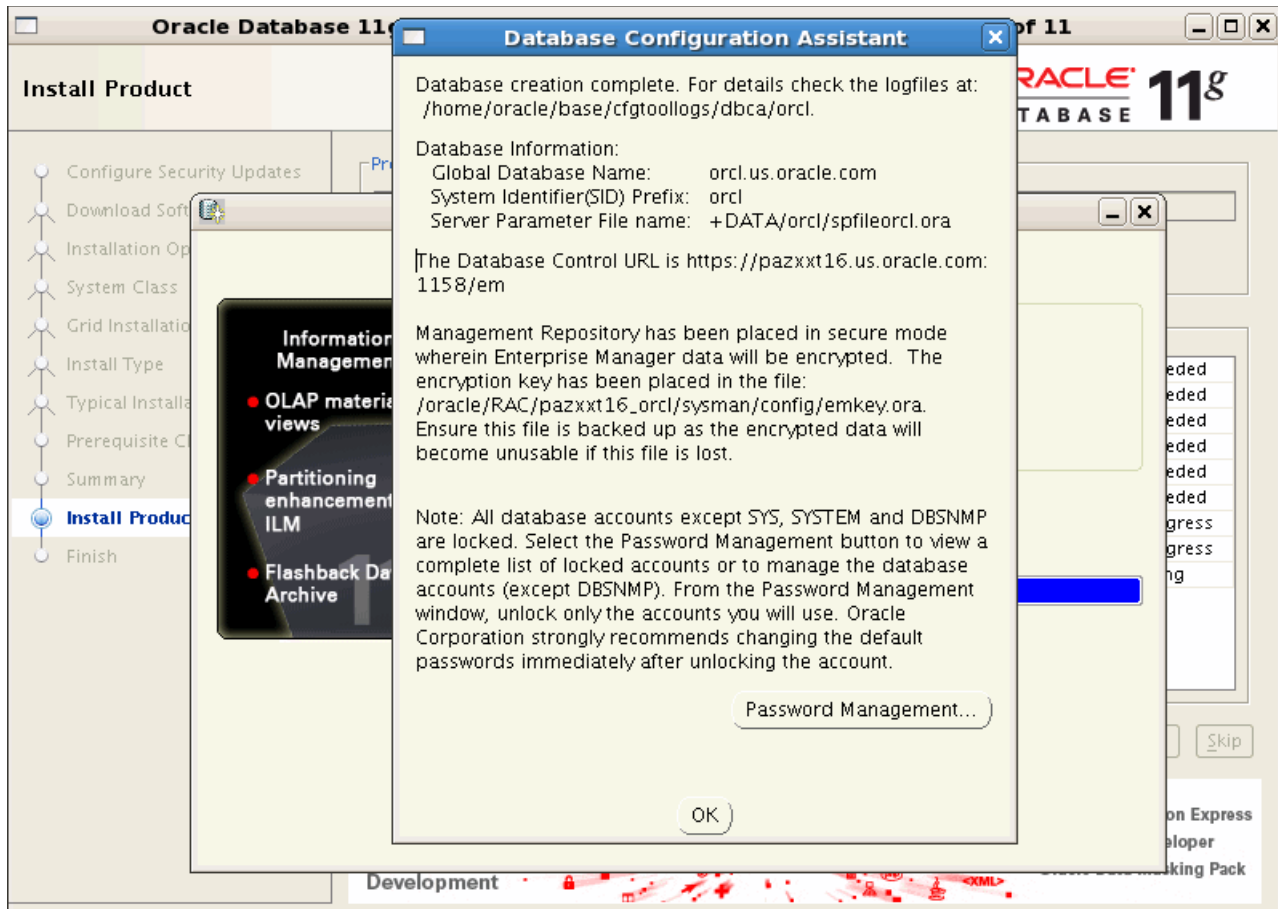 Oracle Database 11g
of 11
Install Product
ORACLE
DATABASE
11g
Configure Security Updates
Download Soft
Installation Op
System Class
Grid Installatio
Install Type
Typical Installa
Prerequisite C
Summary
Install Produc
Finish
Information
Management
OLAP materia
views
Partitioning
enhancement
ILM
Flashback Da
Archive
11
Database Configuration Assistant
Database creation complete. For details check the logfiles at:
/home/oracle/base/cfgtoollogs/dbca/orcl.
Database Information:
Global Database Name: orcl.us.oracle.com
System Identifier(SID) Prefix: orcl
Server Parameter File name: +DATA/orcl/spfileorcl.ora
The Database Control URL is https://pazxxt16.us.oracle.com:
1158/em
Management Repository has been placed in secure mode
wherein Enterprise Manager data will be encrypted. The
encryption key has been placed in the file:
/oracle/RAC/pazxxt16_orcl/sysman/config/emkey.ora.
Ensure this file is backed up as the encrypted data will
become unusable if this file is lost.
Note: All database accounts except SYS, SYSTEM and DBSNMP
are locked. Select the Password Management button to view a
complete list of locked accounts or to manage the database
accounts (except DBSNMP). From the Password Management
window, unlock only the accounts you will use. Oracle
Corporation strongly recommends changing the default
passwords immediately after unlocking the account.
Password Management...
OK
Pr
eded
eded
eded
eded
eded
eded
gress
gress
ng
Skip
on Express
eloper
king Pack
Development
<XML>